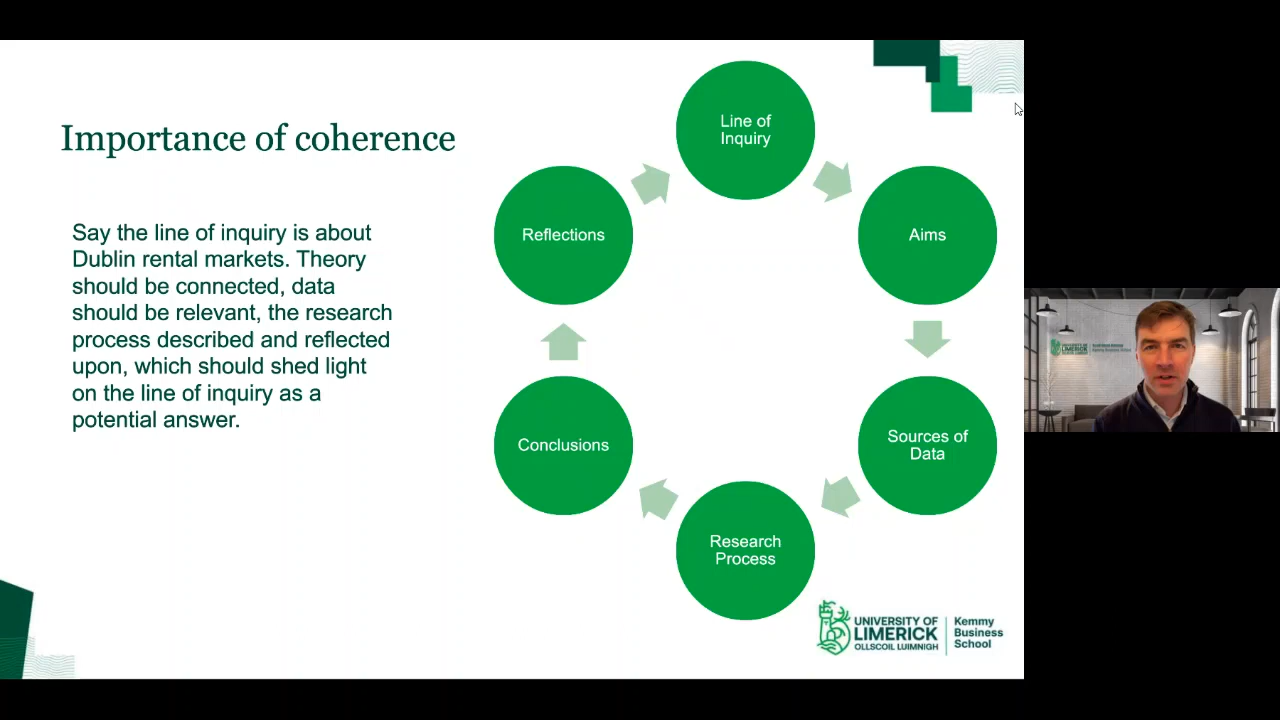 Importance of coherence
Say the line of inquiry is about
Dublin rental markets. Theory
should be connected, data
should be relevant, the research
process described and reflected
upon, which should shed light
on the line of inquiry as a
potential answer.
Line of
Inquiry
Aims
Sources of
Data
Research
Process
Conclusions
Reflections
UNIVERSITY OF
LIMERICK
OLLSCOIL LUIMNIGH
Kemmy
Business
School
UNIVERSITY OF
LIMERICK